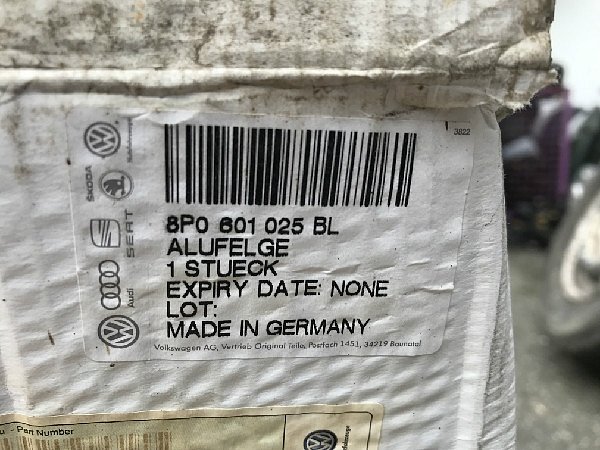 3822
8P0 601 025 BL
ALUFELGE
1 STUECK
EXPIRY DATE: NONE
LOT:
MADE IN GERMANY
Volkswagen AG, Vertrieb Original Teile, Postfach 1451, 34219 Baunatal
ŠKODA
SEAT
Audi
- Part Number